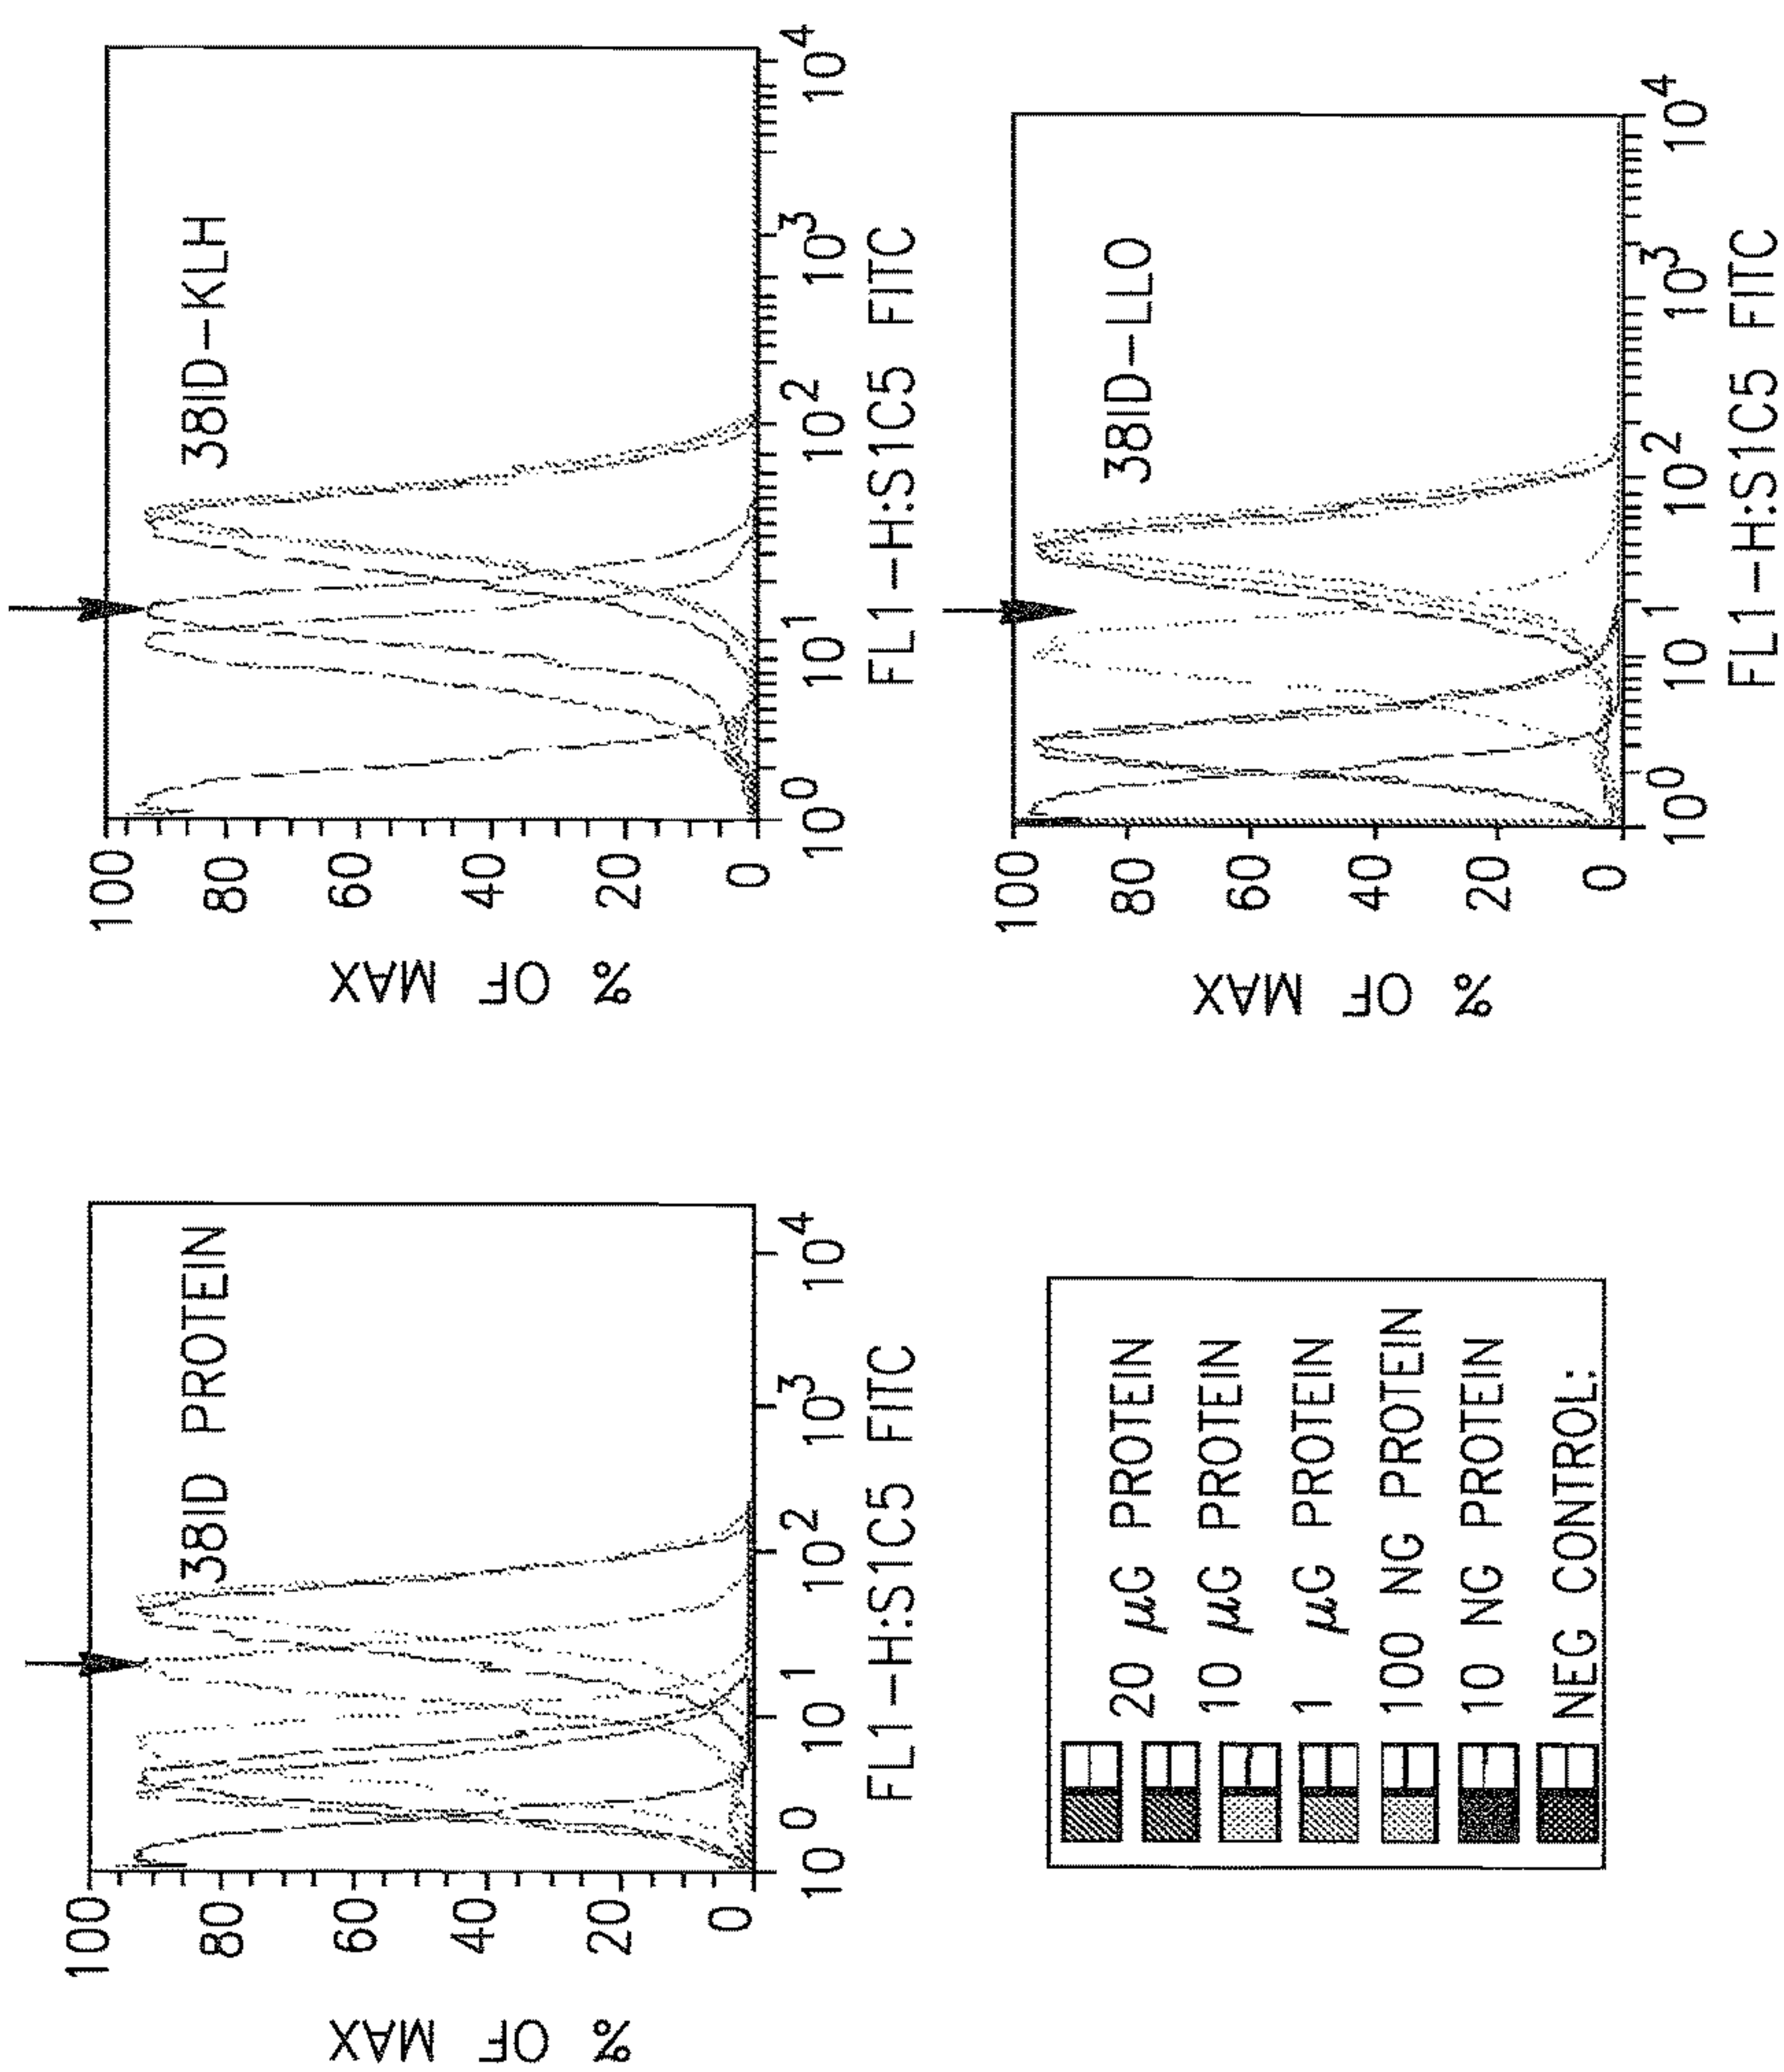 38ID PROTEIN
% OF MAX
100
80
60
40
20
0
10^0
10^1
10^2
10^3
10^4
FL1-H:S1C5 FITC
38ID-KLH
% OF MAX
100
80
60
40
20
0
10^0
10^1
10^2
10^3
10^4
FL1-H:S1C5 FITC
20 µG PROTEIN
10 µG PROTEIN
1 µG PROTEIN
100 NG PROTEIN
10 NG PROTEIN
NEG CONTROL:
38ID-LLO
% OF MAX
100
80
60
40
20
0
10^0
10^1
10^2
10^3
10^4
FL1-H:S1C5 FITC